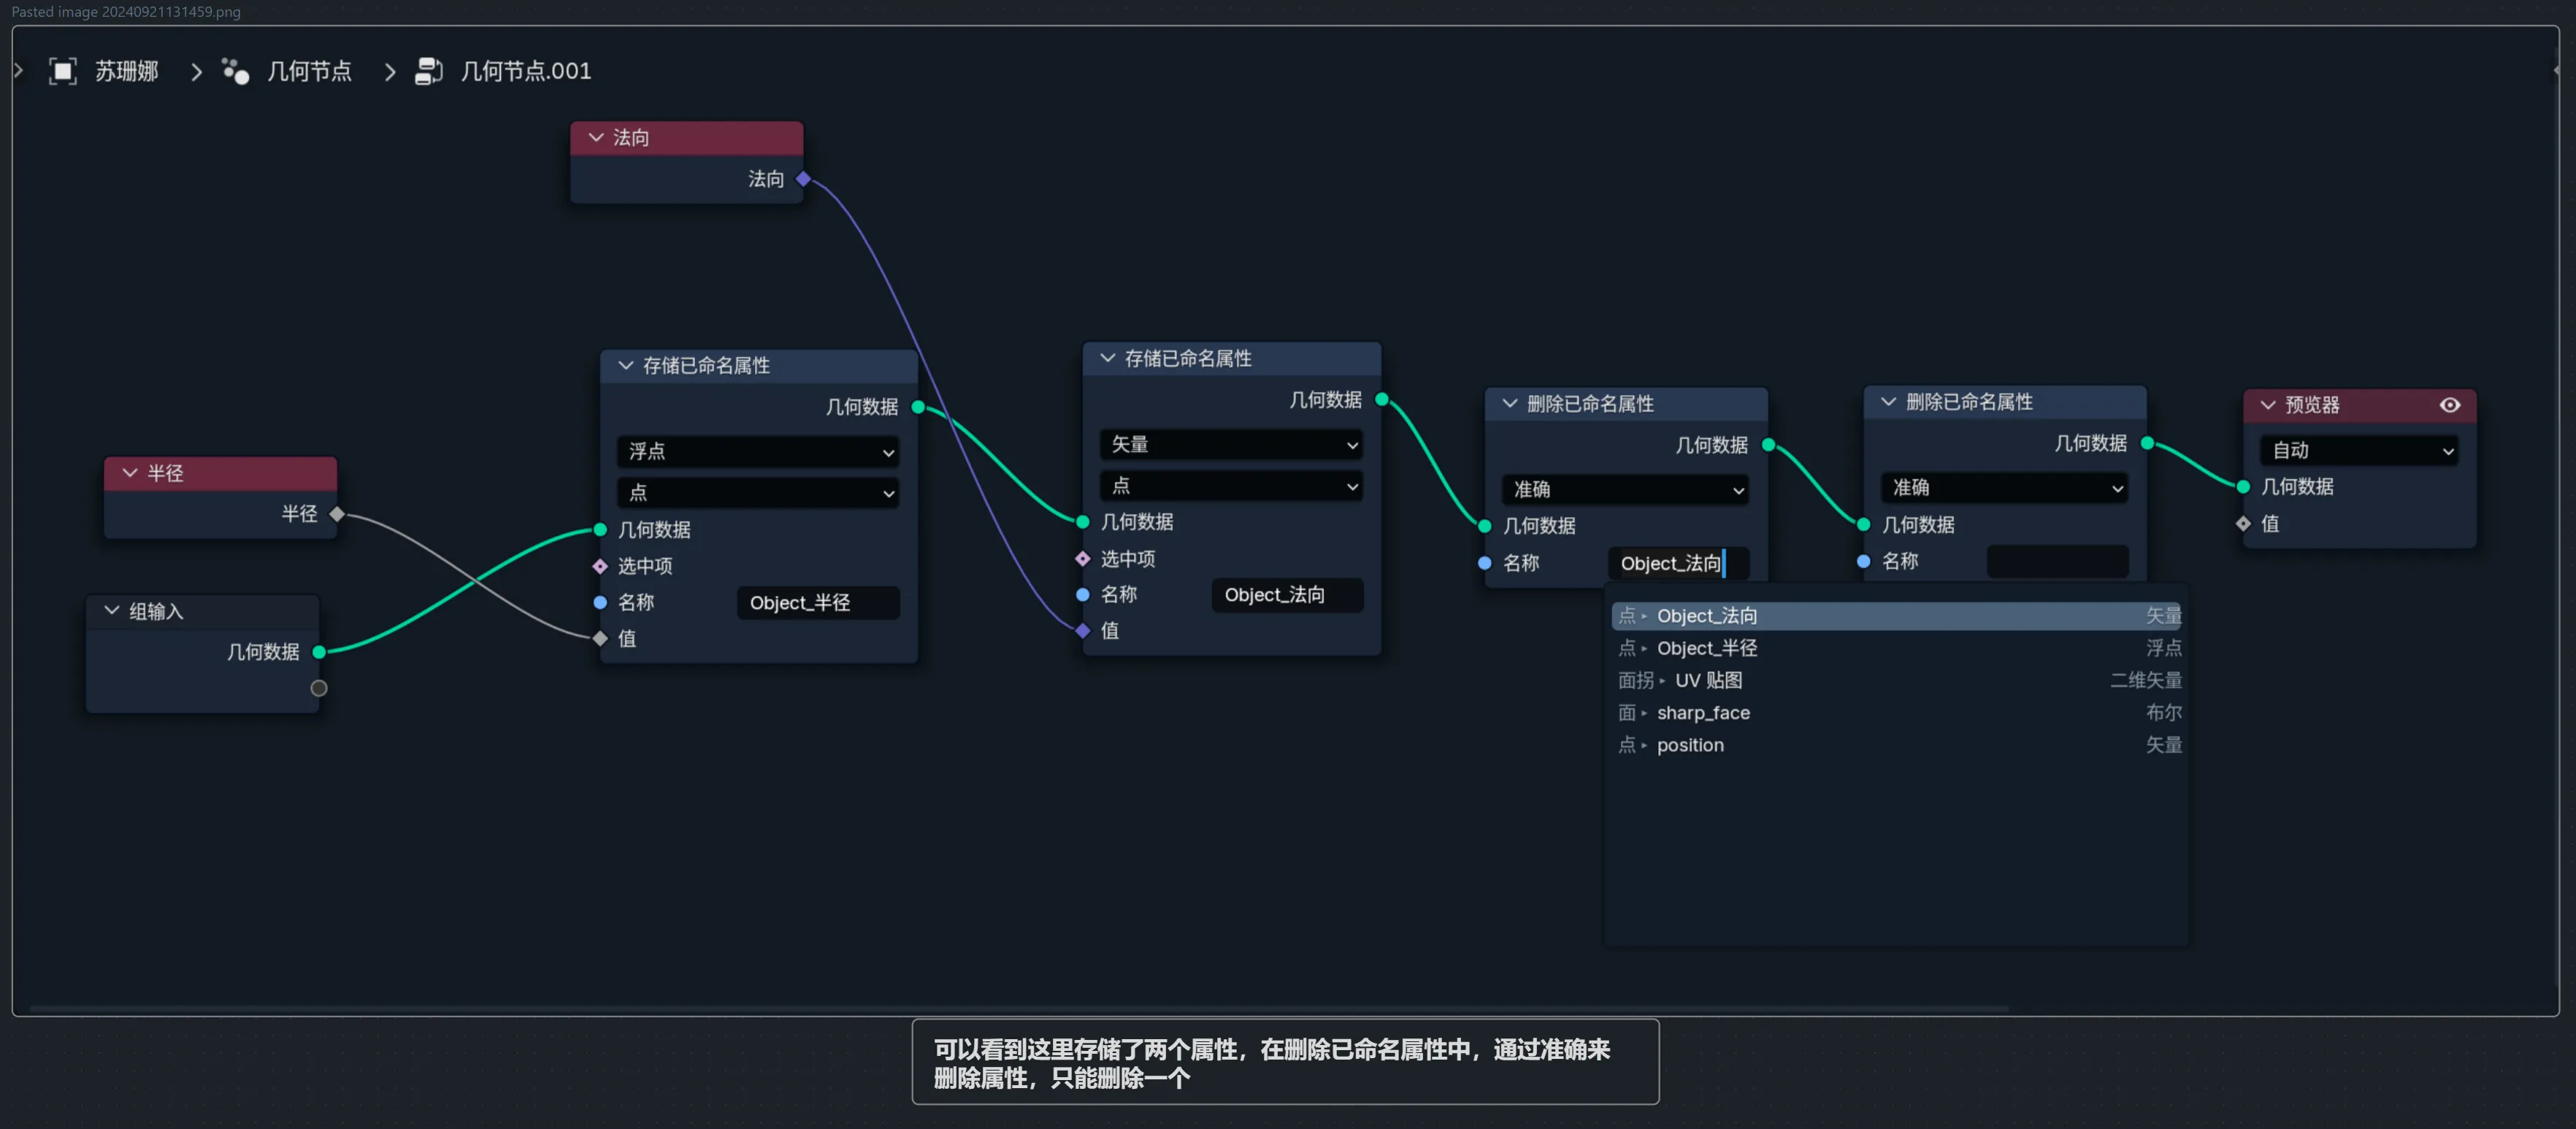 Pasted image 20240921131459.png
苏珊娜
几何节点
几何节点.001
法向
法向
半径
半径
组输入
几何数据
存储已命名属性
几何数据
浮点
点
几何数据
选中项
名称
Object_半径
值
存储已命名属性
几何数据
矢量
点
几何数据
选中项
名称
Object_法向
值
删除已命名属性
几何数据
准确
几何数据
名称
Object_法向
删除已命名属性
几何数据
准确
几何数据
名称
点 Object_法向 矢量
点 Object_半径 浮点
面拐 UV 贴图 二维矢量
面 sharp_face 布尔
点 position 矢量
预览器
自动
几何数据
值
可以看到这里存储了两个属性，在删除已命名属性中，通过准确来
删除属性，只能删除一个